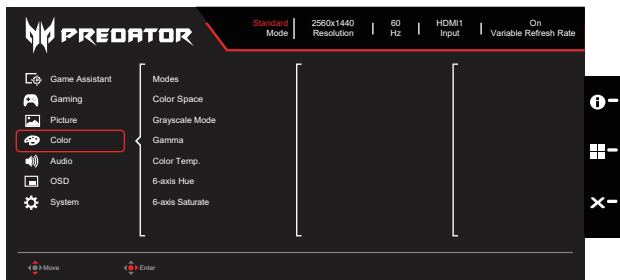 PREDATOR
Standard
Mode
2560x1440
Resolution
60
Hz
HDMI1
Input
On
Variable Refresh Rate
Game Assistant
Gaming
Picture
Color
Audio
OSD
System
Modes
Color Space
Grayscale Mode
Gamma
Color Temp.
6-axis Hue
6-axis Saturate
Move
Enter